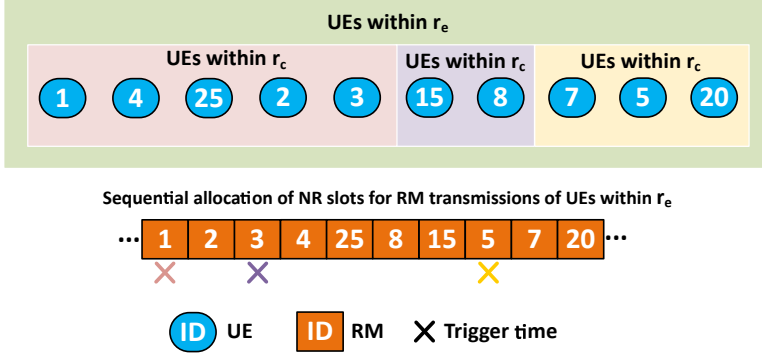 UEs within re
UEs within rc UEs within rc UEs within rc
1 4 25 2 3 15 8 7 5 20
Sequential allocation of NR slots for RM transmissions of UEs within re
... 1 2 3 4 25 8 15 5 7 20 ...
ID UE ID RM Trigger time